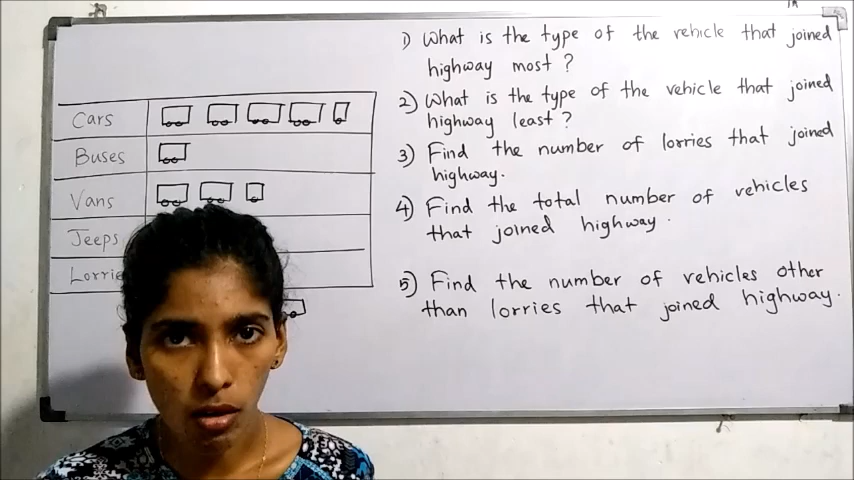 Cars
Buses
Vans
Jeeps
Lorrie
1) What is the type of the vehicle that joined
highway most ?
2) What is the type of the vehicle that joined
highway least ?
3) Find the number of lorries that joined
highway.
4) Find the total number of vehicles
that joined highway.
5) Find the number of vehicles other
than lorries that joined highway.